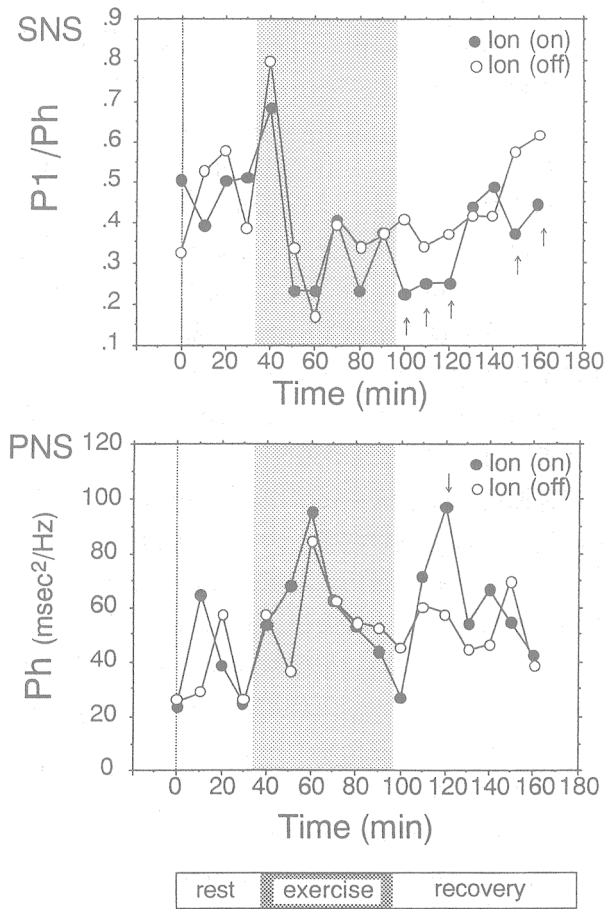 SNS
.9
.8
.7
.6
.5
.4
.3
.2
.1
P1 /Ph
Ion (on)
Ion (off)
0 20 40 60 80 100 120 140 160 180
Time (min)
PNS
120
100
80
60
40
20
0
Ph (msec²/Hz)
Ion (on)
Ion (off)
0 20 40 60 80 100 120 140 160 180
Time (min)
rest exercise recovery